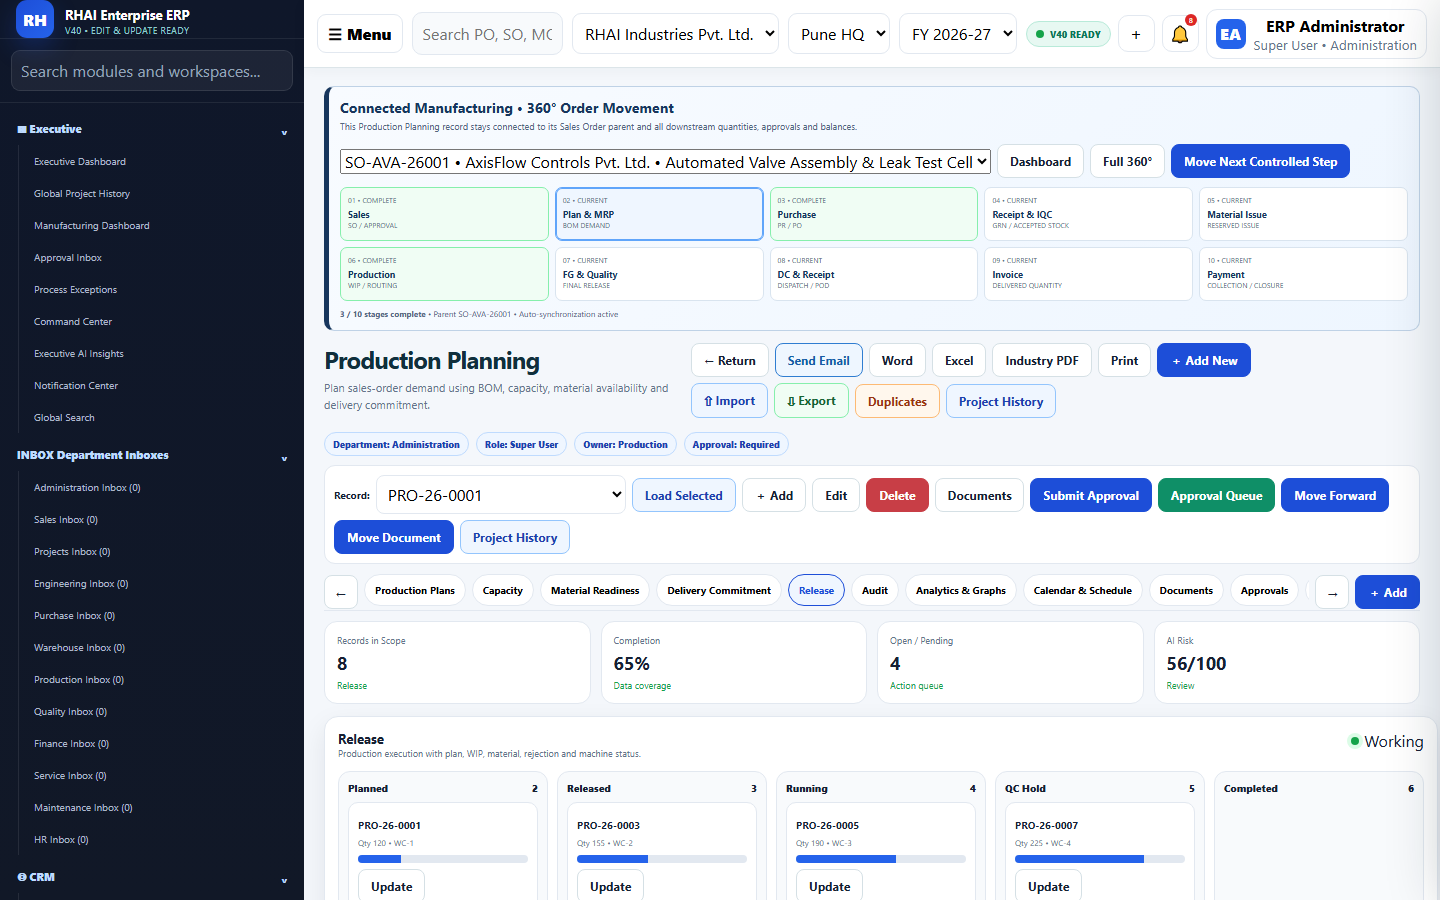 RH
RHAI Enterprise ERP
V40 • EDIT & UPDATE READY
Search modules and workspaces...
Executive
Executive Dashboard
Global Project History
Manufacturing Dashboard
Approval Inbox
Process Exceptions
Command Center
Executive AI Insights
Notification Center
Global Search
INBOX Department Inboxes
Administration Inbox (0)
Sales Inbox (0)
Projects Inbox (0)
Engineering Inbox (0)
Purchase Inbox (0)
Warehouse Inbox (0)
Production Inbox (0)
Quality Inbox (0)
Finance Inbox (0)
Service Inbox (0)
Maintenance Inbox (0)
HR Inbox (0)
CRM
☰ Menu
Search PO, SO, MC
RHAI Industries Pvt. Ltd.
Pune HQ
FY 2026-27
V40 READY
+
8
EA
ERP Administrator
Super User • Administration
Connected Manufacturing • 360° Order Movement
This Production Planning record stays connected to its Sales Order parent and all downstream quantities, approvals and balances.
SO-AVA-26001 • AxisFlow Controls Pvt. Ltd. • Automated Valve Assembly & Leak Test Cell
Dashboard
Full 360°
Move Next Controlled Step
01 • COMPLETE
Sales
SO / APPROVAL
02 • CURRENT
Plan & MRP
BOM DEMAND
03 • COMPLETE
Purchase
PR / PO
04 • CURRENT
Receipt & IQC
GRN / ACCEPTED STOCK
05 • CURRENT
Material Issue
RESERVED ISSUE
06 • COMPLETE
Production
WIP / ROUTING
07 • CURRENT
FG & Quality
FINAL RELEASE
08 • CURRENT
DC & Receipt
DISPATCH / POD
09 • CURRENT
Invoice
DELIVERED QUANTITY
10 • CURRENT
Payment
COLLECTION / CLOSURE
3 / 10 stages complete • Parent SO-AVA-26001 • Auto-synchronization active
Production Planning
Plan sales-order demand using BOM, capacity, material availability and
delivery commitment.
← Return
Send Email
Word
Excel
Industry PDF
Print
+ Add New
⇧ Import
⇩ Export
Duplicates
Project History
Department: Administration
Role: Super User
Owner: Production
Approval: Required
Record:
PRO-26-0001
Load Selected
+ Add
Edit
Delete
Documents
Submit Approval
Approval Queue
Move Forward
Move Document
Project History
←
Production Plans
Capacity
Material Readiness
Delivery Commitment
Release
Audit
Analytics & Graphs
Calendar & Schedule
Documents
Approvals
→
+ Add
Records in Scope
8
Release
Completion
65%
Data coverage
Open / Pending
4
Action queue
AI Risk
56/100
Review
Release
Production execution with plan, WIP, material, rejection and machine status.
Working
Planned 2
PRO-26-0001
Qty 120 • WC-1
Update
Released 3
PRO-26-0003
Qty 155 • WC-2
Update
Running 4
PRO-26-0005
Qty 190 • WC-3
Update
QC Hold 5
PRO-26-0007
Qty 225 • WC-4
Update
Completed 6